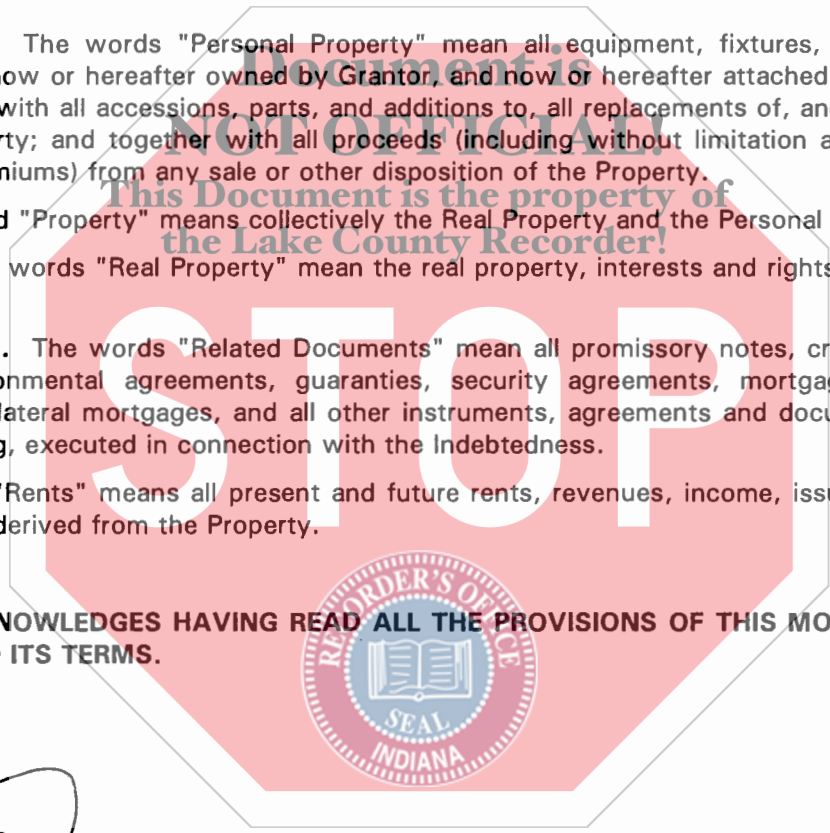 The words "Personal Property" mean all equipment, fixtures,
now or hereafter owned by Grantor, and now or hereafter attached
with all accessions, parts, and additions to, all replacements of, an
rty; and together with all proceeds (including without limitation a
miums) from any sale or other disposition of the Property.
d "Property" means collectively the Real Property and the Personal
words "Real Property" mean the real property, interests and rights
. The words "Related Documents" mean all promissory notes, cr
onmental agreements, guaranties, security agreements, mortgag
lateral mortgages, and all other instruments, agreements and docu
g, executed in connection with the Indebtedness.
"Rents" means all present and future rents, revenues, income, issu
derived from the Property.
NOWLEDGES HAVING READ ALL THE PROVISIONS OF THIS MO
ITS TERMS.
Document is
NOT OFFICIAL!
This Document is the property of
the Lake County Recorder!
STOP
RECORDER'S OFFICE
SEAL
INDIANA